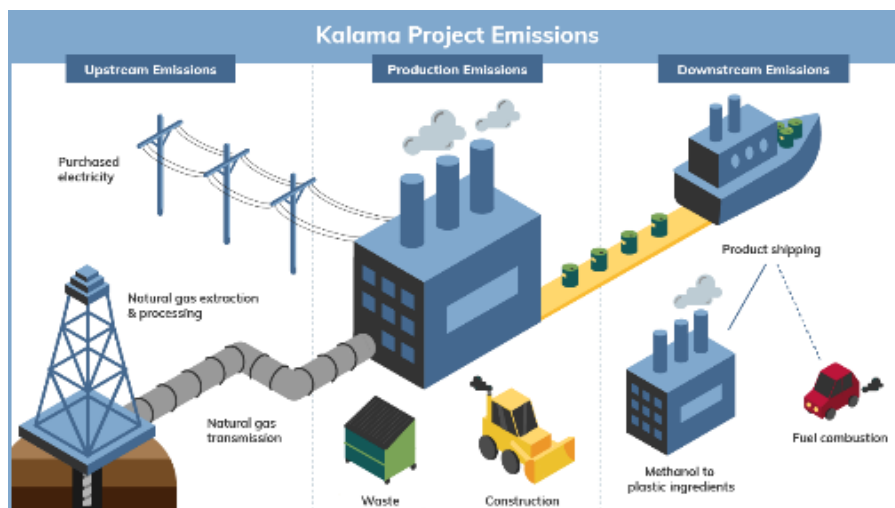 Kalama Project Emissions
Upstream Emissions
Production Emissions
Downstream Emissions
Purchased
electricity
Natural gas extraction
& processing
Natural gas
transmission
Waste
Construction
Product shipping
Methanol to
plastic ingredients
Fuel combustion